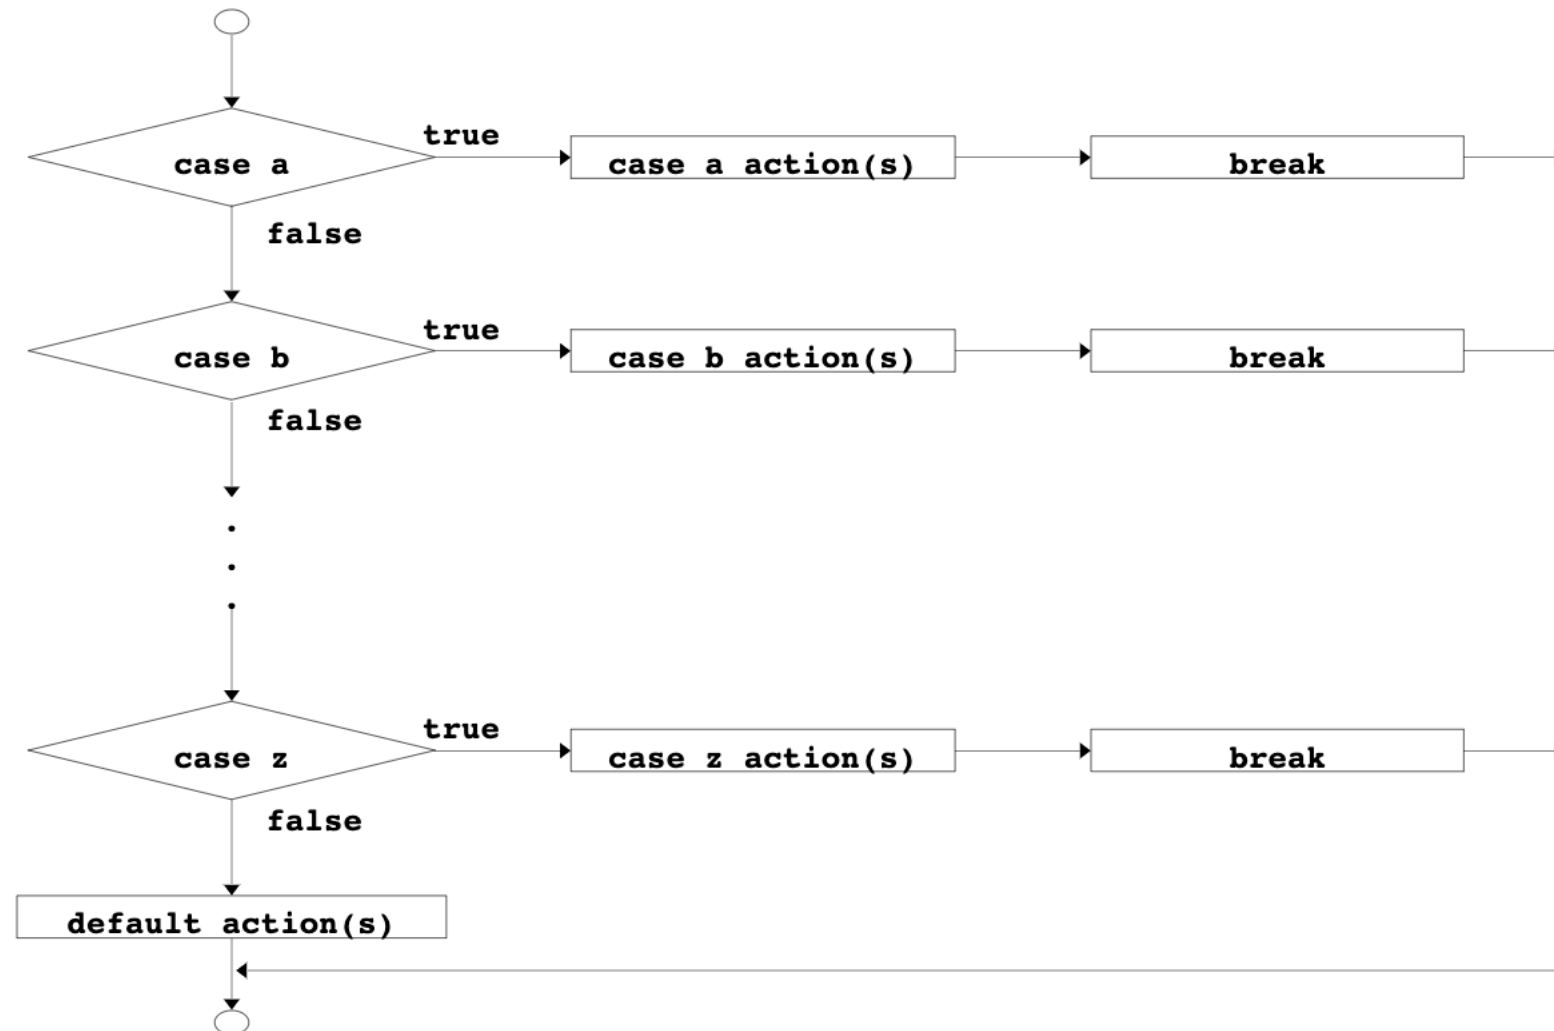 true
case a
case a action(s)
break
false
true
case b
case b action(s)
break
false
.
.
.
true
case z
case z action(s)
break
false
default action(s)